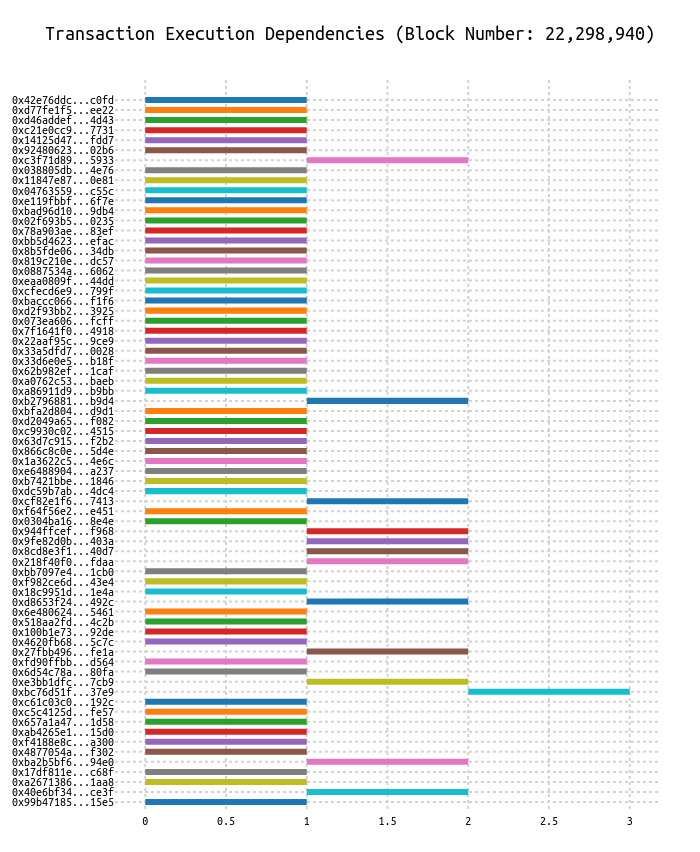 Transaction Execution Dependencies (Block Number: 22,298,940)
0x42e76ddc...c0fd
0xd77fe1f5...ee22
0xd46addef...4d43
0xc21e0cc9...7731
0x14125d47...fdd7
0x92480623...02b6
0xc3f71d89...5933
0x038805db...4e76
0x11847e87...0e81
0x04763559...c55c
0xe119fbbf...6f7e
0xbad96d10...9db4
0x02f693b5...0235
0x78a903ae...83ef
0xbb5d4623...efac
0x8b5fde06...34db
0x819c210e...dc57
0x0887534a...6062
0xeaa0809f...44dd
0xcfecd6e9...799f
0xbaccc066...f1f6
0xd2f93bb2...3925
0x073ea606...fcff
0x7f1641f0...4918
0x22aaf95c...9ce9
0x33a5dfd7...0028
0x33d6e0e5...b18f
0x62b982ef...1caf
0xa0762c53...baeb
0xa86911d9...b9bb
0xb2796881...b9d4
0xbfa2d804...d9d1
0xd2049a65...f082
0xc9930c02...4515
0x63d7c915...f2b2
0x866c8c0e...5d4e
0x1a3622c5...4e6c
0xe6488904...a237
0xb7421bbe...1846
0xdc59b7ab...4dc4
0xcf82e1f6...7413
0xf64f56e2...e451
0x0304ba16...8e4e
0x944ffcef...f968
0x9fe82d0b...403a
0x8cd8e3f1...40d7
0x218f40f0...fdaa
0xbb7097e4...1cb0
0xf982ce6d...43e4
0x18c9951d...1e4a
0xd8653f24...492c
0x6e480624...5461
0x518aa2fd...4c2b
0x100b1e73...92de
0x4620fb68...5c7c
0x27fbb496...fe1a
0xfd90ffbb...d564
0x6d54c78a...80fa
0xe3bb1dfc...7cb9
0xbc76d51f...37e9
0xc61c03c0...192c
0xc5c4125d...fe57
0x657a1a47...1d58
0xab4265e1...15d0
0xf4188e8c...a300
0x4877054a...f302
0xba2b5bf6...94e0
0x17df811e...c68f
0xa2671386...1aa8
0x40e6bf34...ce3f
0x99b47185...15e5
0 0.5 1 1.5 2 2.5 3